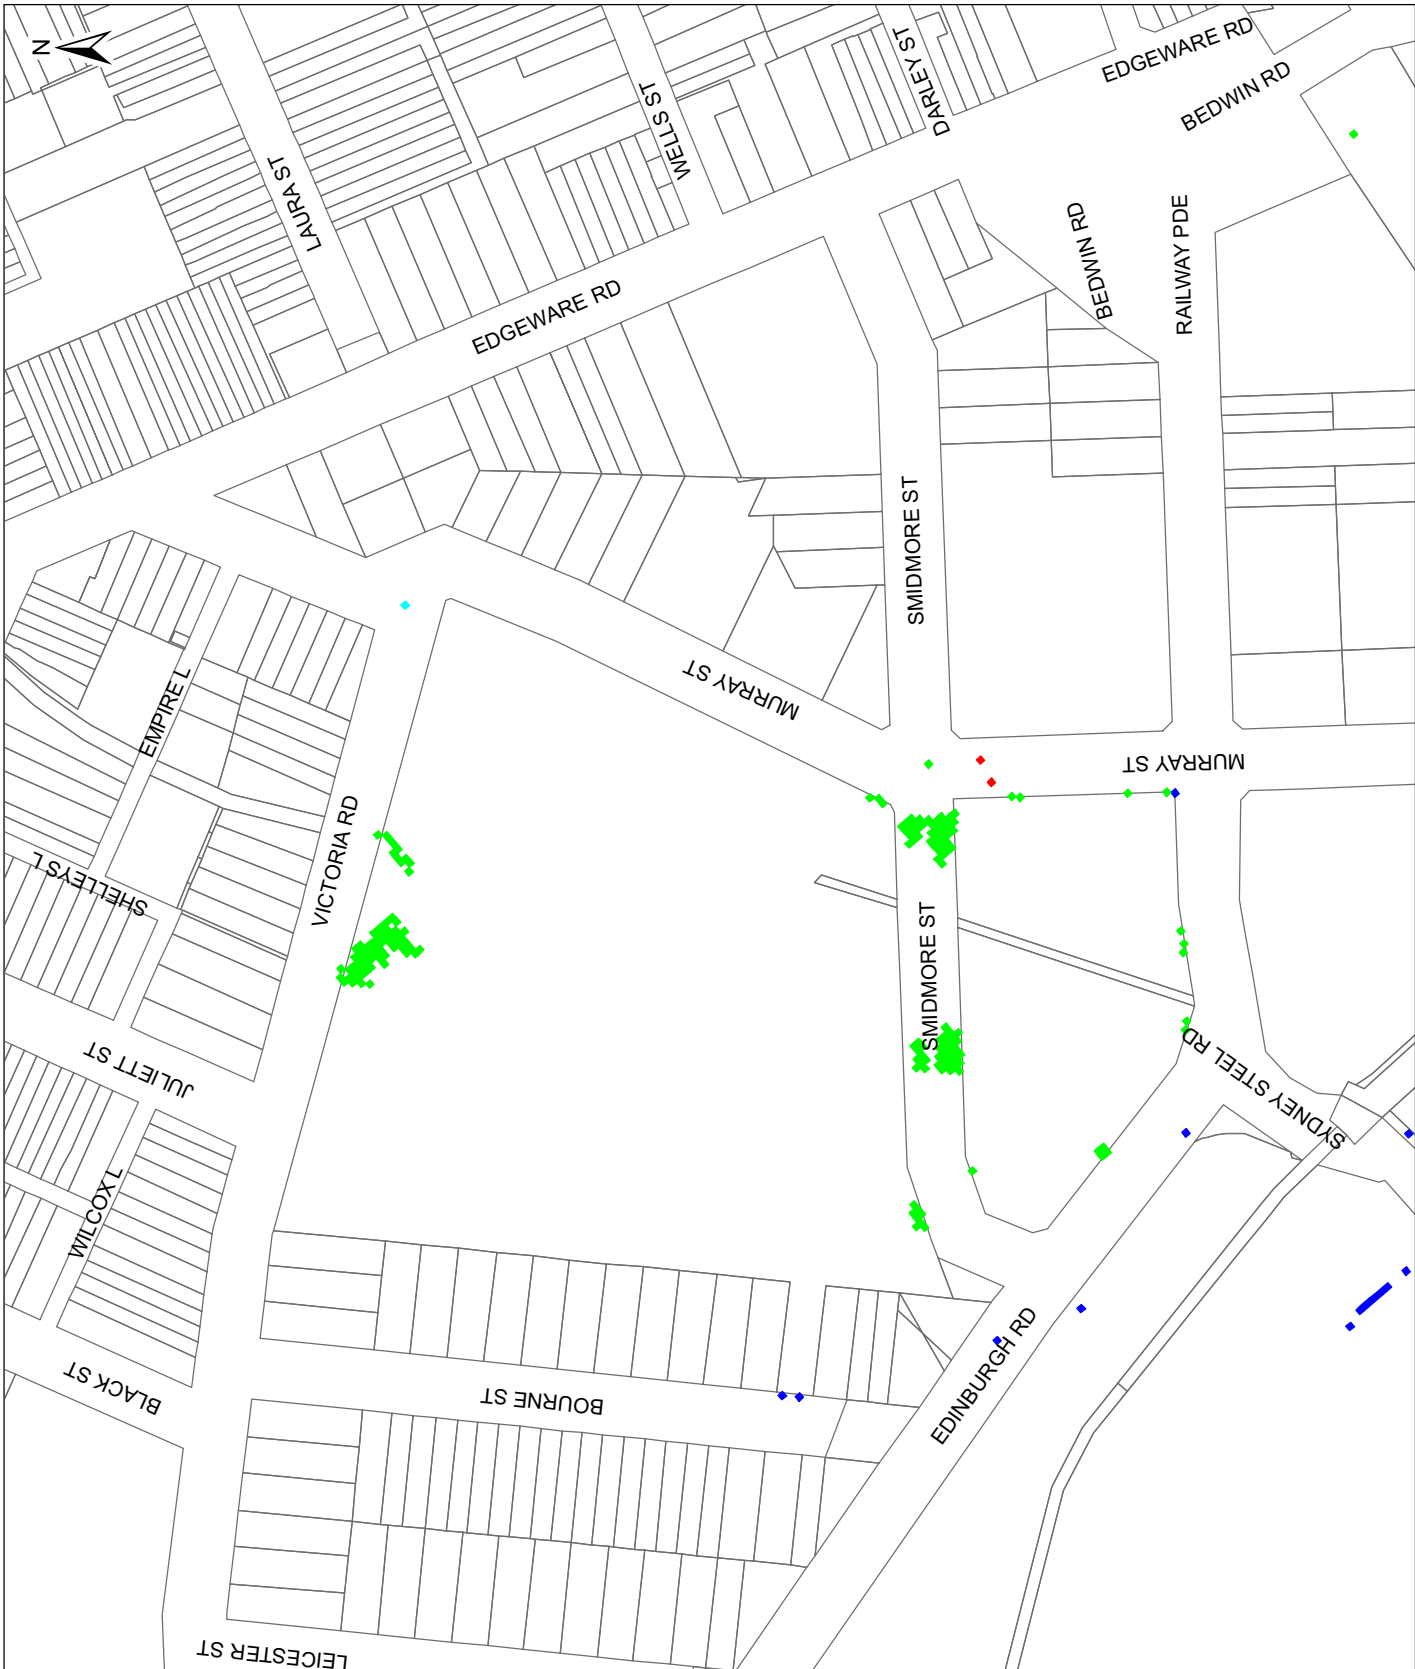 N
EDGEWARE RD
DARLEY ST
BEDWIN RD
WELLS ST
LAURA ST
BEDWIN RD
RAILWAY PDE
EDGEWARE RD
SMIDMORE ST
MURRAY ST
EMPIRE L
MURRAY ST
VICTORIA RD
SHELLEYS L
SMIDMORE ST
JULIETT ST
SYDNEY STEEL RD
WILCOX L
EDINBURGH RD
BLACK ST
BOURNE ST
LEICESTER ST